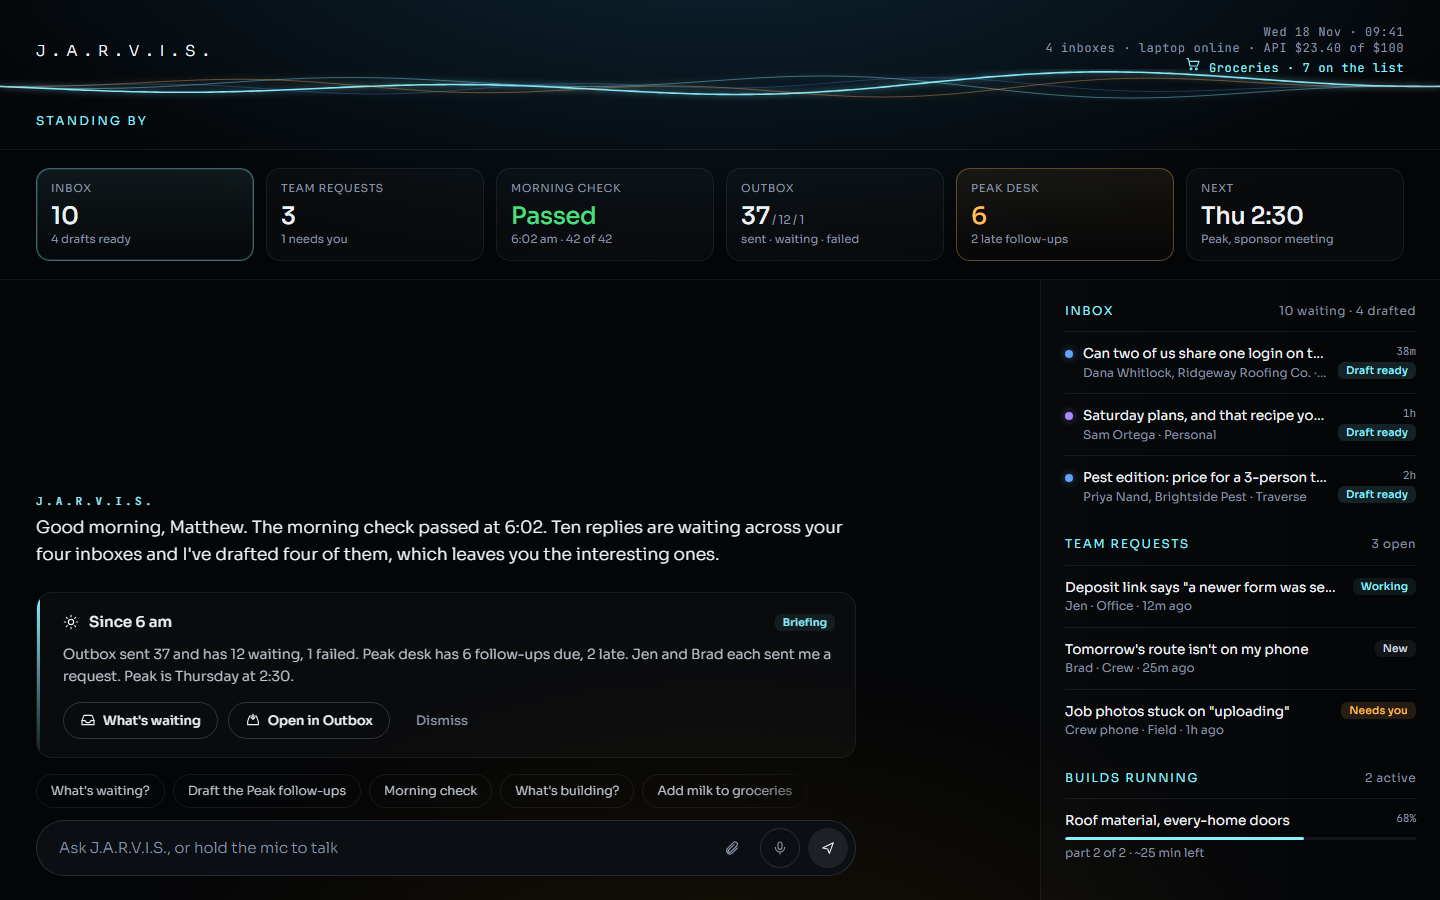 J.A.R.V.I.S.
Wed 18 Nov · 09:41
4 inboxes · laptop online · API $23.40 of $100
Groceries · 7 on the list
STANDING BY
INBOX
10
4 drafts ready
TEAM REQUESTS
3
1 needs you
MORNING CHECK
Passed
6:02 am · 42 of 42
OUTBOX
37 / 12 / 1
sent · waiting · failed
PEAK DESK
6
2 late follow-ups
NEXT
Thu 2:30
Peak, sponsor meeting
J.A.R.V.I.S.
Good morning, Matthew. The morning check passed at 6:02. Ten replies are waiting across your
four inboxes and I've drafted four of them, which leaves you the interesting ones.
Since 6 am
Briefing
Outbox sent 37 and has 12 waiting, 1 failed. Peak desk has 6 follow-ups due, 2 late. Jen and Brad each sent me a
request. Peak is Thursday at 2:30.
What's waiting
Open in Outbox
Dismiss
What's waiting?
Draft the Peak follow-ups
Morning check
What's building?
Add milk to groceries
Ask J.A.R.V.I.S., or hold the mic to talk
INBOX
10 waiting · 4 drafted
Can two of us share one login on t...
38m
Dana Whitlock, Ridgeway Roofing Co. ·...
Draft ready
Saturday plans, and that recipe yo...
1h
Sam Ortega · Personal
Draft ready
Pest edition: price for a 3-person t...
2h
Priya Nand, Brightside Pest · Traverse
Draft ready
TEAM REQUESTS
3 open
Deposit link says "a newer form was se...
Working
Jen · Office · 12m ago
Tomorrow's route isn't on my phone
New
Brad · Crew · 25m ago
Job photos stuck on "uploading"
Needs you
Crew phone · Field · 1h ago
BUILDS RUNNING
2 active
Roof material, every-home doors
68%
part 2 of 2 · ~25 min left